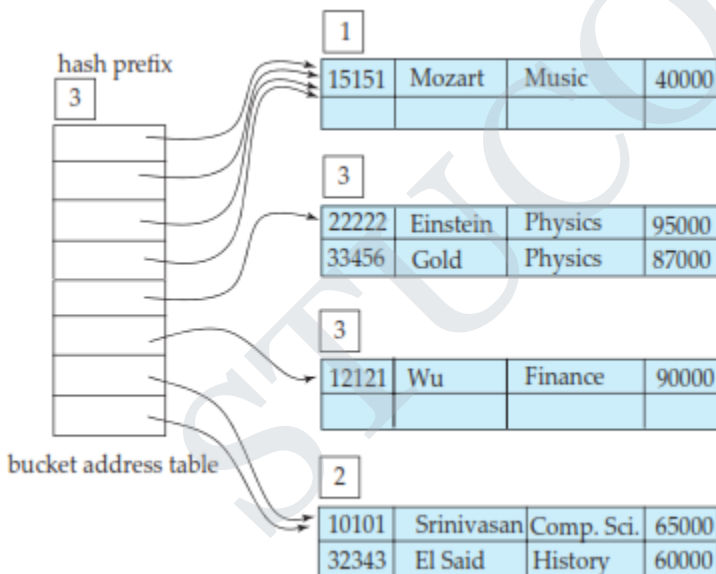 hash prefix
3
bucket address table
1
15151 Mozart Music 40000
3
22222 Einstein Physics 95000
33456 Gold Physics 87000
3
12121 Wu Finance 90000
2
10101 Srinivasan Comp. Sci. 65000
32343 El Said History 60000
STUCO